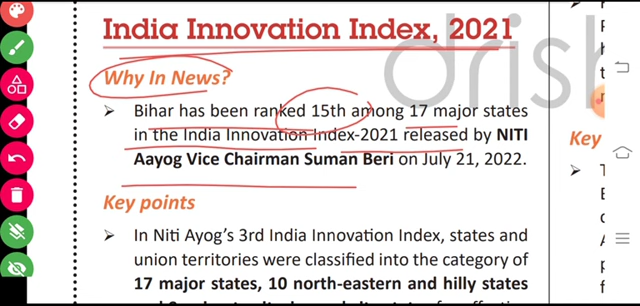 India Innovation Index, 2021
Why In News?
➤ Bihar has been ranked 15th among 17 major states
in the India Innovation Index-2021 released by NITI
Aayog Vice Chairman Suman Beri on July 21, 2022.
Key points
➤ In Niti Ayog's 3rd India Innovation Index, states and
union territories were classified into the category of
17 major states, 10 north-eastern and hilly states
drish
Key